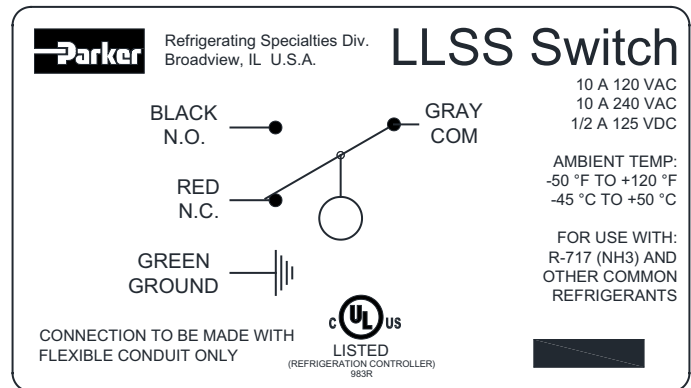 Parker
Refrigerating Specialties Div.
Broadview, IL U.S.A.
LLSS Switch
10 A 120 VAC
10 A 240 VAC
1/2 A 125 VDC
BLACK
N.O.
GRAY
COM
RED
N.C.
AMBIENT TEMP:
-50 °F TO +120 °F
-45 °C TO +50 °C
GREEN
GROUND
FOR USE WITH:
R-717 (NH3) AND
OTHER COMMON
REFRIGERANTS
CONNECTION TO BE MADE WITH
FLEXIBLE CONDUIT ONLY
C UL US
LISTED
(REFRIGERATION CONTROLLER)
983R